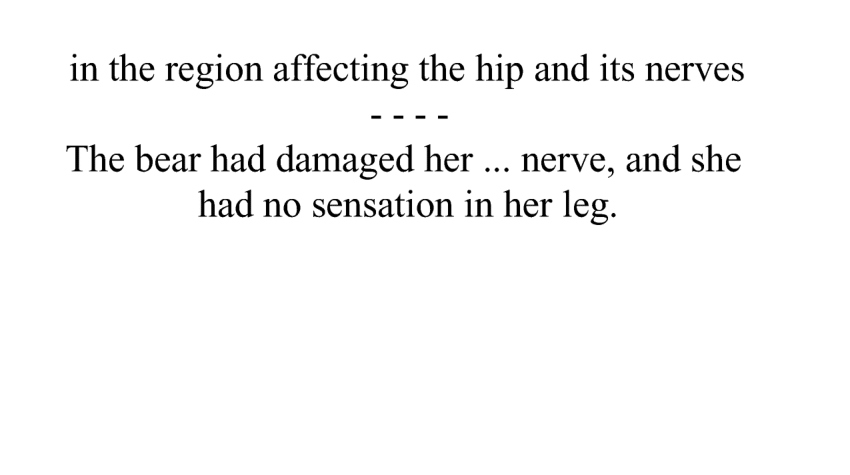 in the region affecting the hip and its nerves
- - - -
The bear had damaged her ... nerve, and she
had no sensation in her leg.